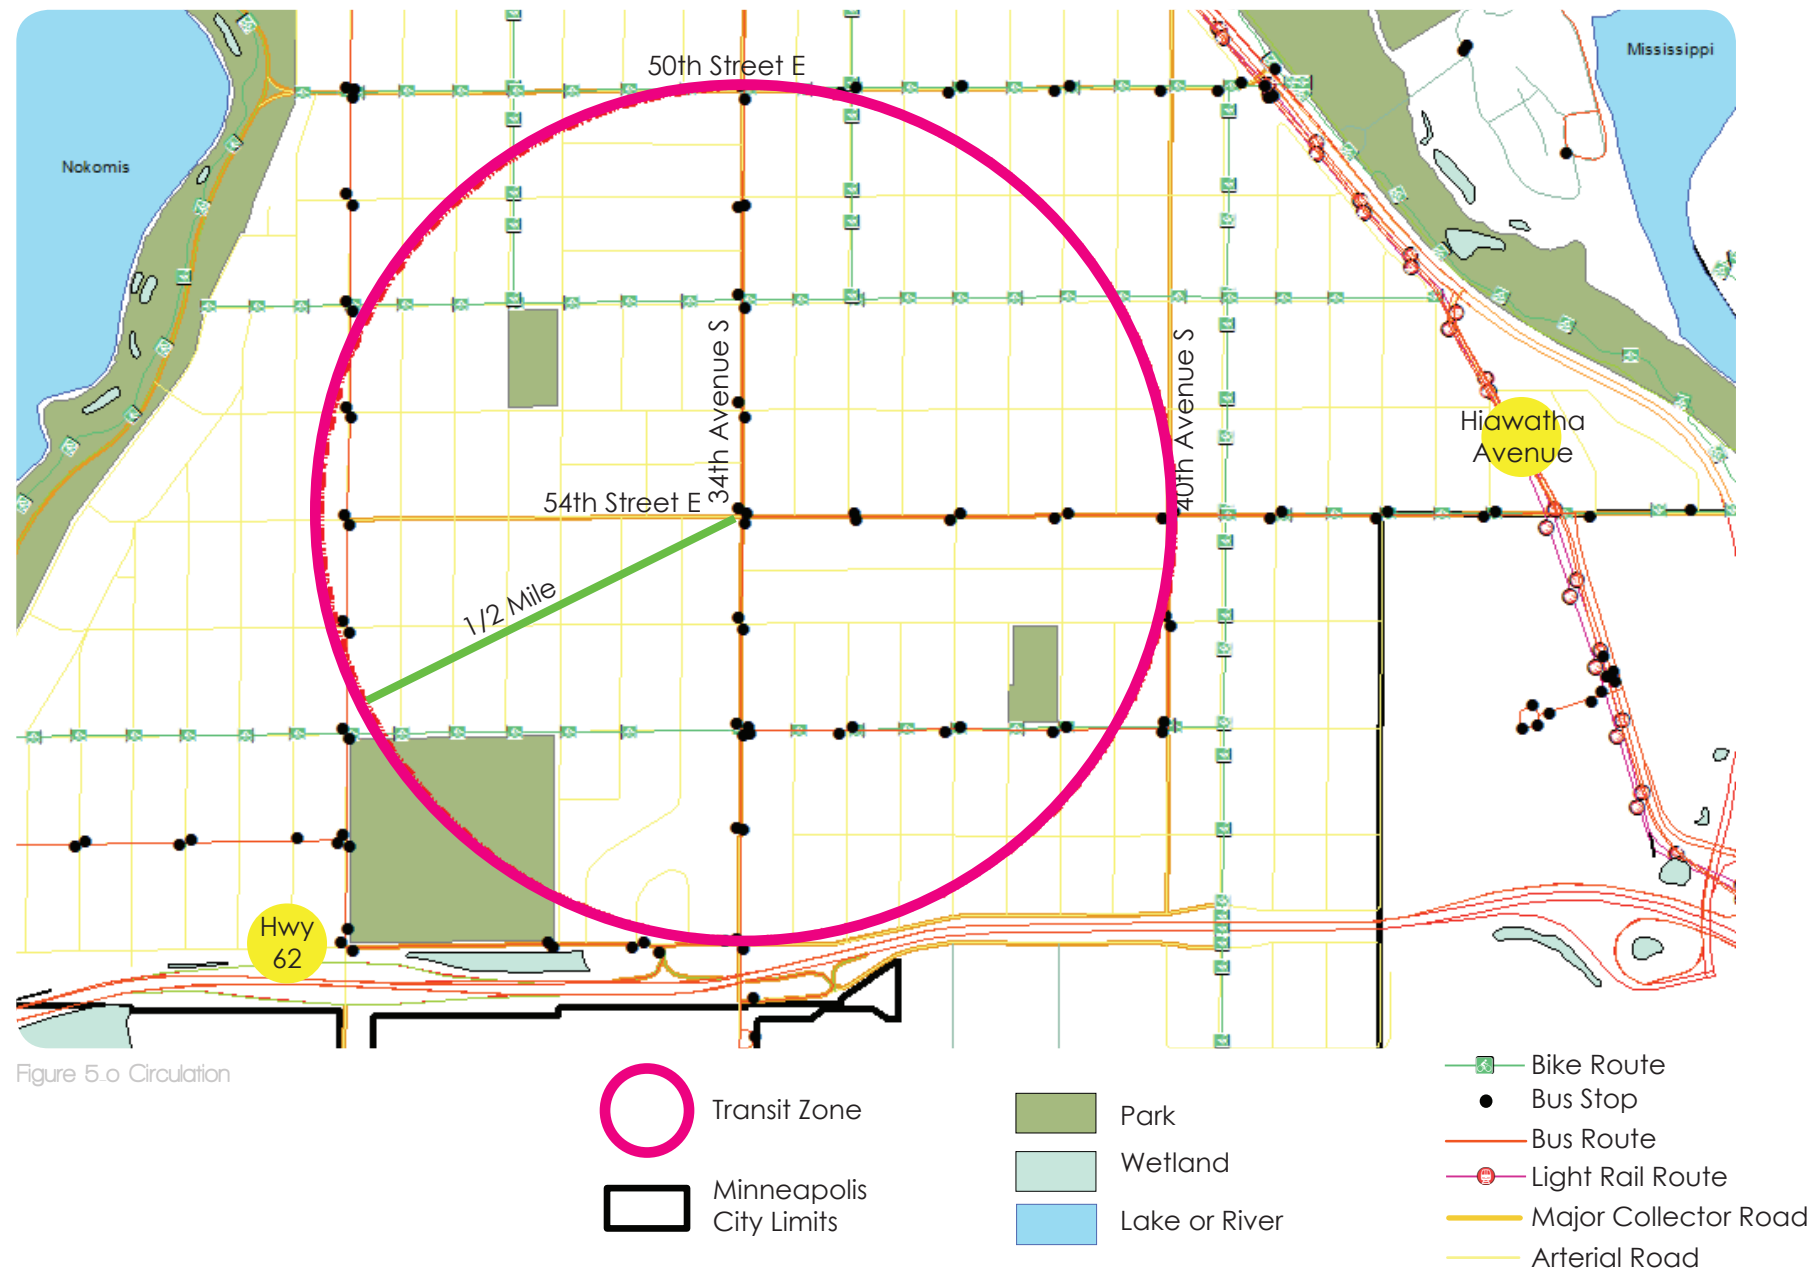 50th Street E
Mississippi
Nokomis
34th Avenue S
40th Avenue S
Hiawatha
Avenue
54th Street E
1/2 Mile
Hwy
62
Figure 5.0 Circulation
Transit Zone
Minneapolis
City Limits
Park
Wetland
Lake or River
Bike Route
Bus Stop
Bus Route
Light Rail Route
Major Collector Road
Arterial Road